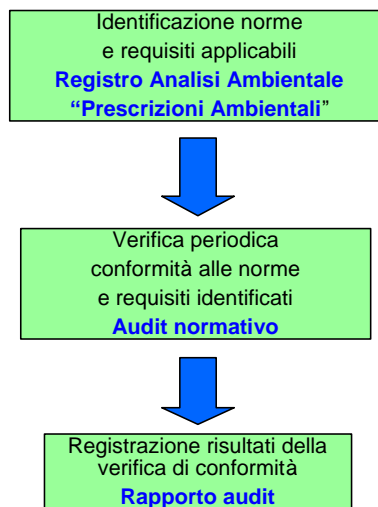 Identificazione norme
e requisiti applicabili
Registro Analisi Ambientale
“Prescrizioni Ambientali”
Verifica periodica
conformità alle norme
e requisiti identificati
Audit normativo
Registrazione risultati della
verifica di conformità
Rapporto audit